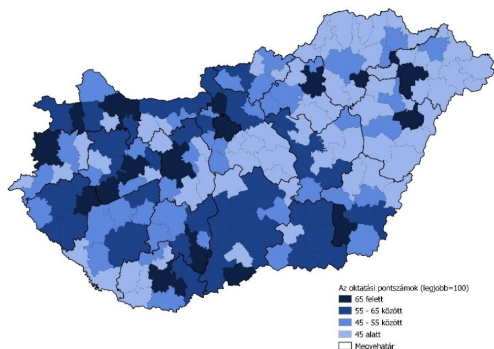 Az oktatási pontszámok (legjobb=100)
65 felett
55 - 65 között
45 - 55 között
45 alatt
Megyehatár